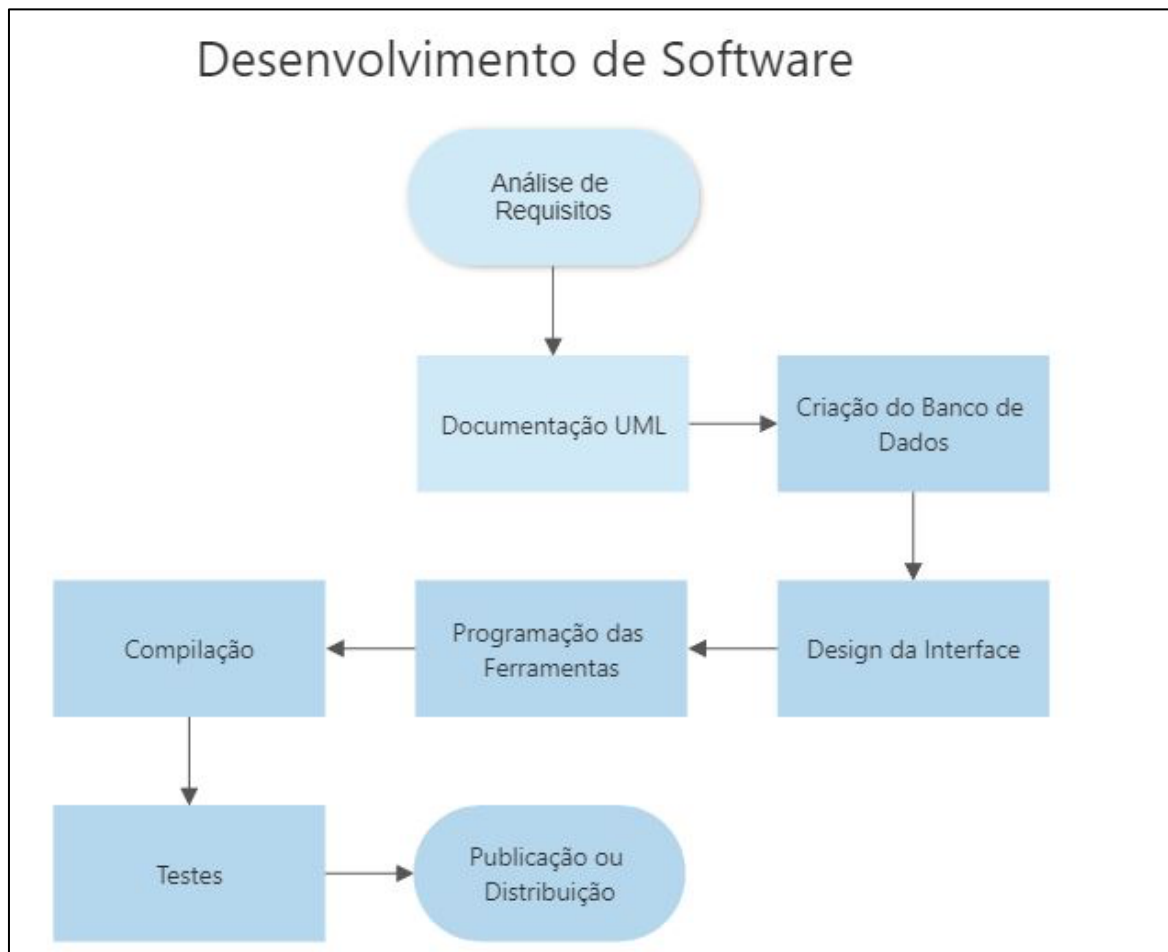 Desenvolvimento de Software
Análise de
Requisitos
Documentação UML
Criação do Banco de
Dados
Design da Interface
Programação das
Ferramentas
Compilação
Testes
Publicação ou
Distribuição